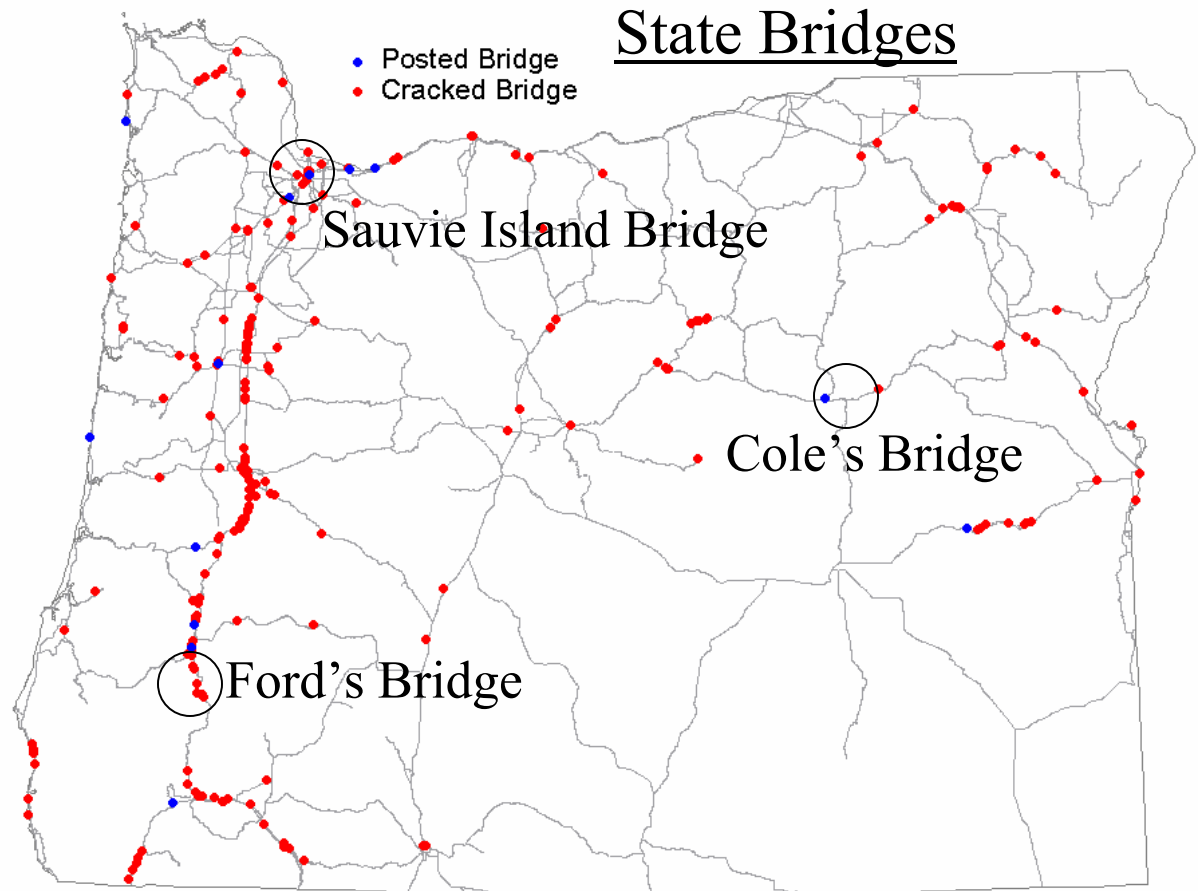 State Bridges
Posted Bridge
Cracked Bridge
Sauvie Island Bridge
Cole’s Bridge
Ford’s Bridge